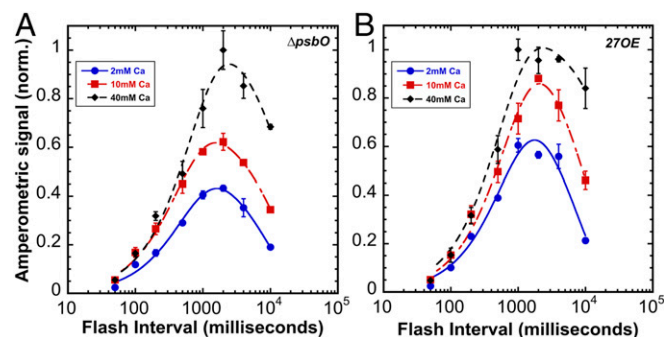 A
ΔpsbO
2mM Ca
10mM Ca
40mM Ca
Amperometric signal (norm.)
1
0.8
0.6
0.4
0.2
0
10
100
1000
10⁴
10⁵
Flash Interval (milliseconds)
B
27OE
2mM Ca
10mM Ca
40mM Ca
1
0.8
0.6
0.4
0.2
0
10
100
1000
10⁴
10⁵
Flash Interval (milliseconds)